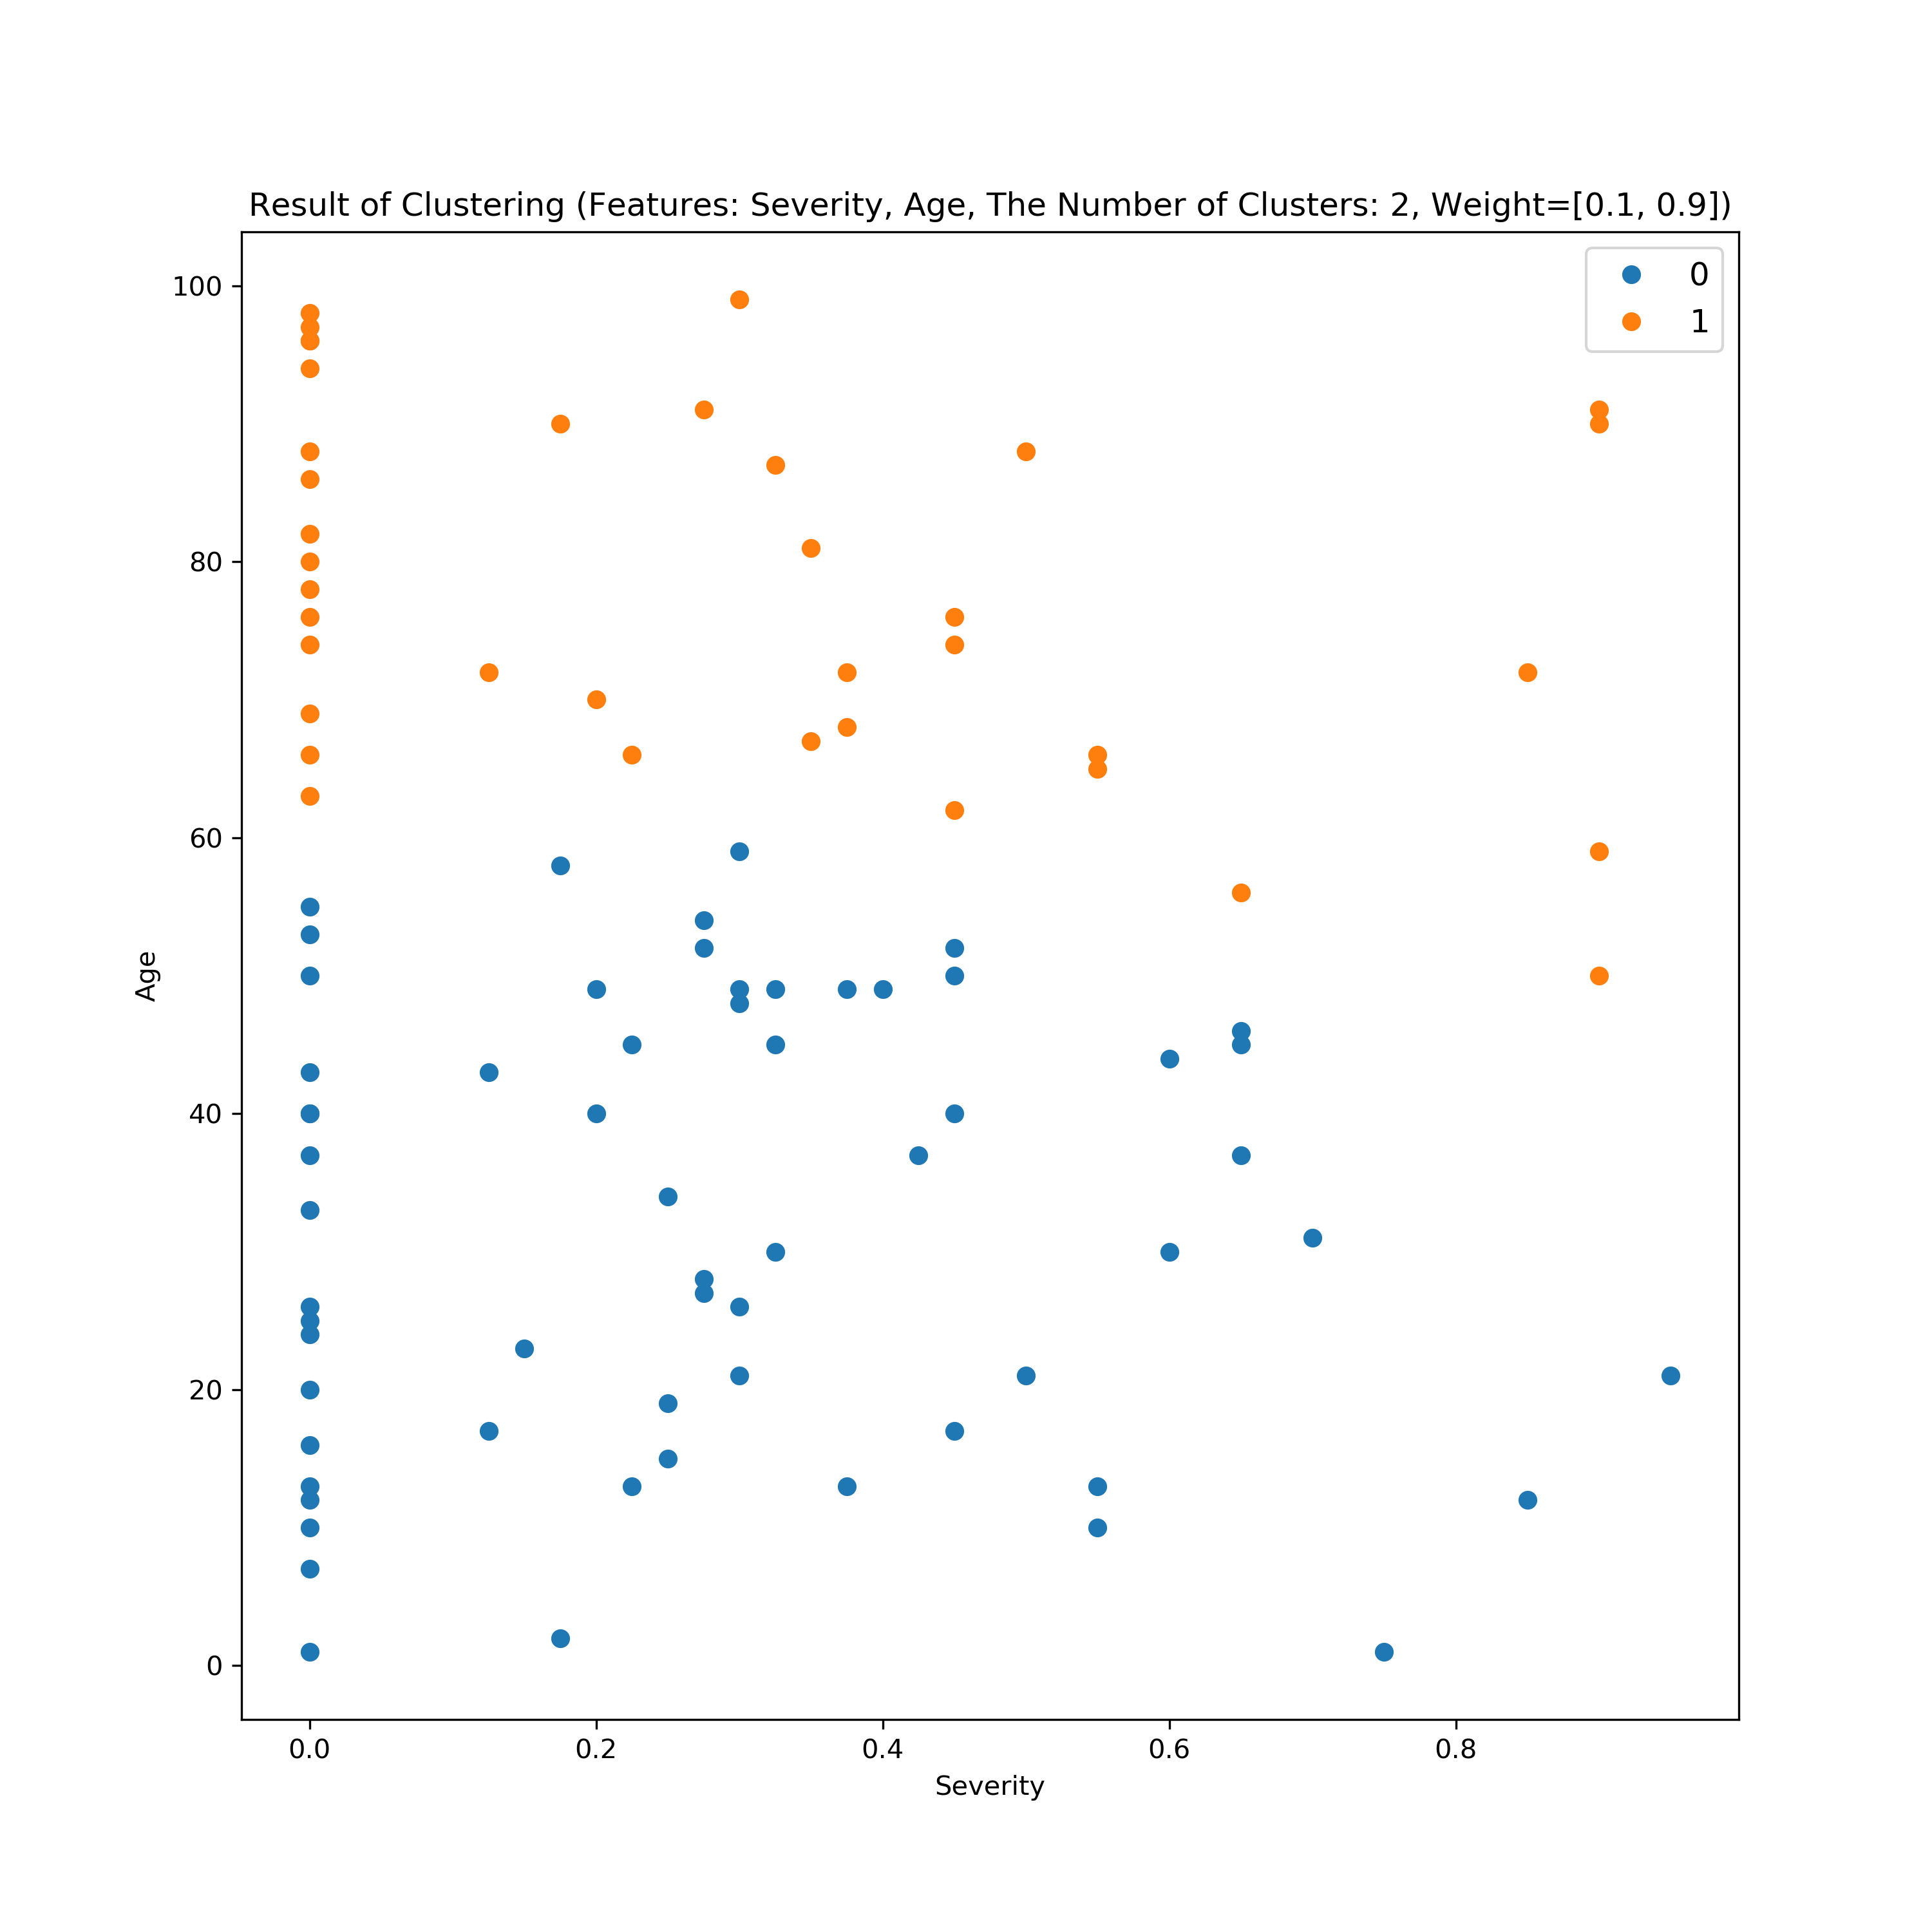 Result of Clustering (Features: Severity, Age, The Number of Clusters: 2, Weight=[0.1, 0.9])
0
1
100
80
60
40
20
0
Age
0.0 0.2 0.4 0.6 0.8
Severity